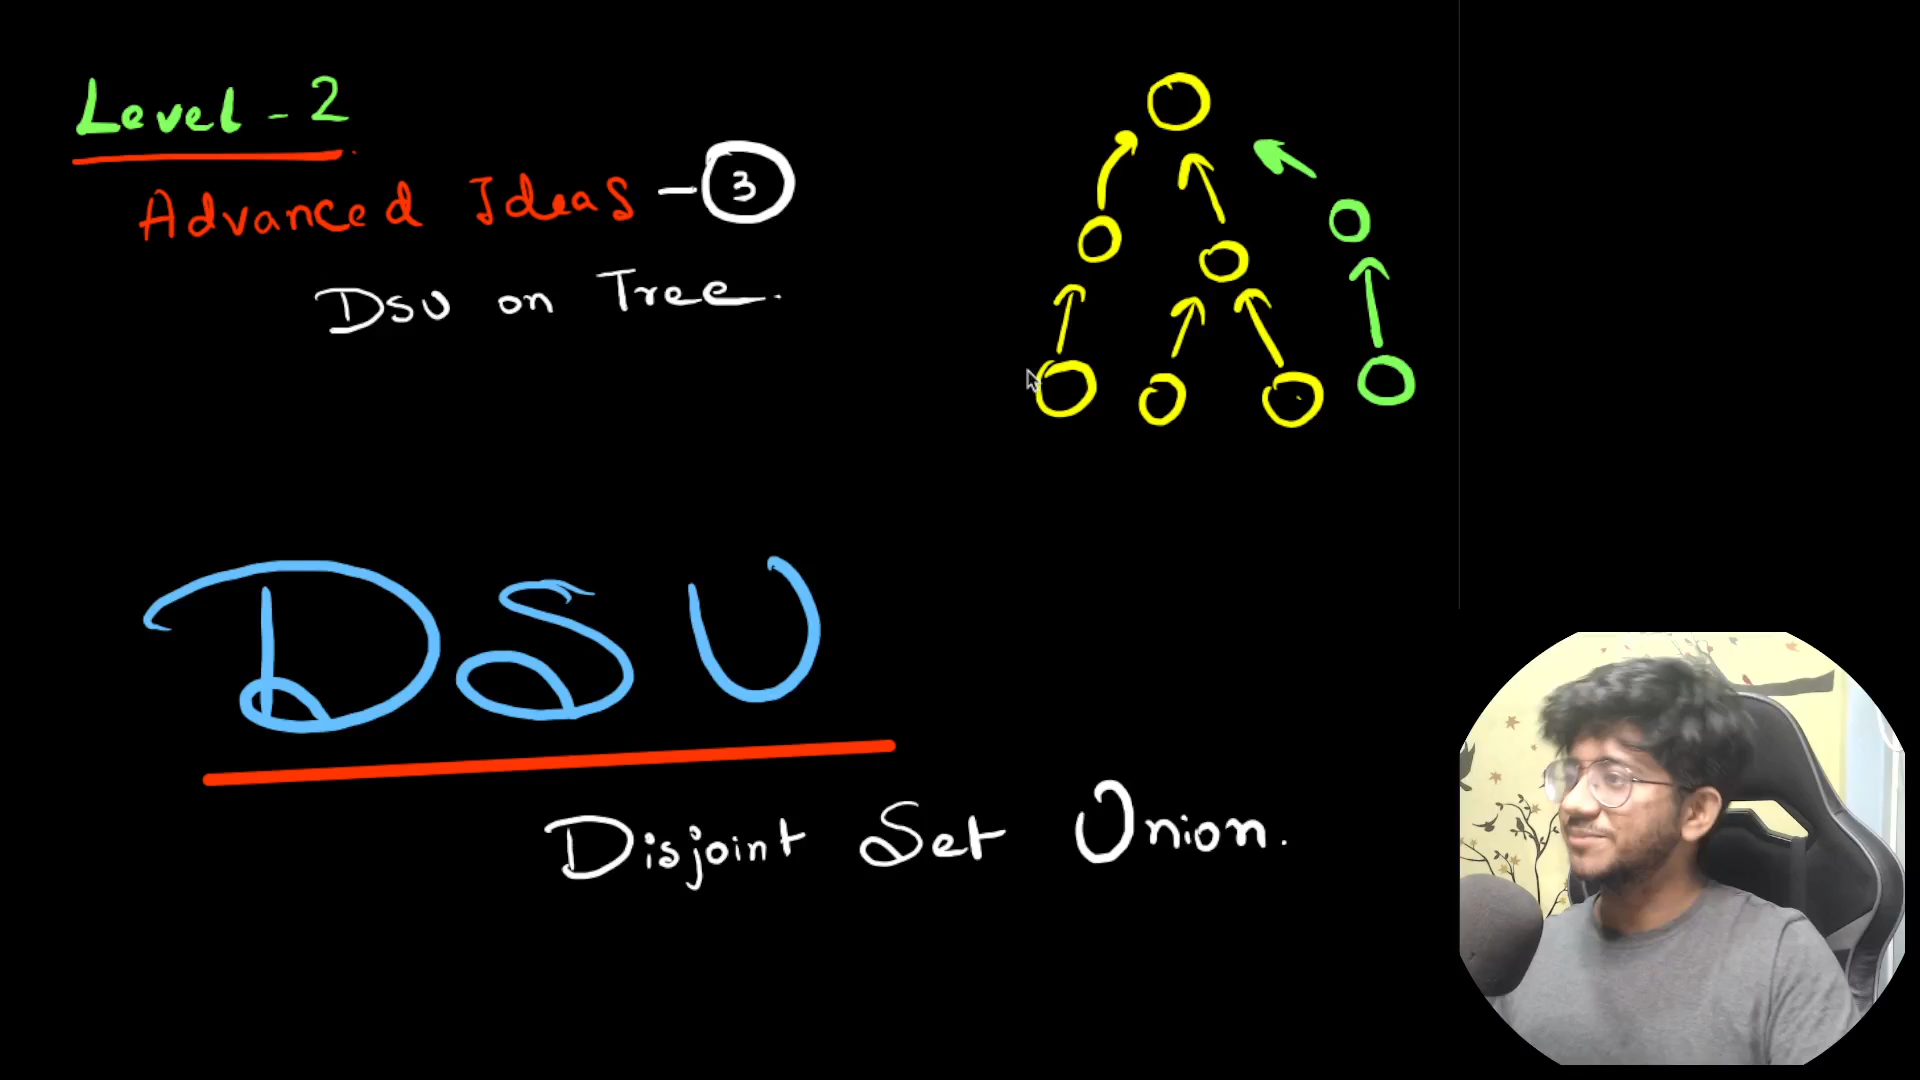 Level - 2
Advanced Ideas - 3
DSU on Tree.
DSU
Disjoint Set Union.